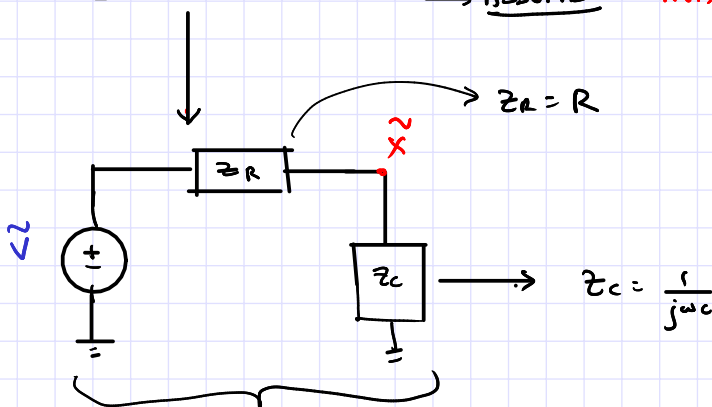 Z_R = R
x̃
Z_R
ṽ
+
−
Z_C
Z_C = 1/jωC